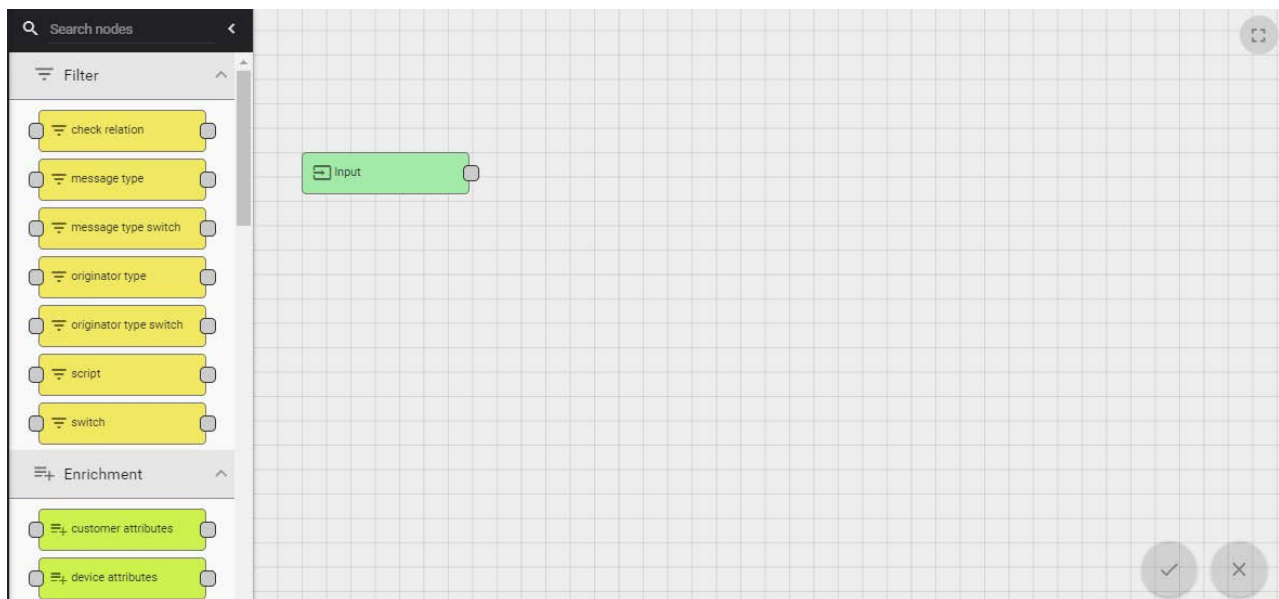 Search nodes
Filter
check relation
message type
message type switch
originator type
originator type switch
script
switch
Enrichment
customer attributes
device attributes
Input